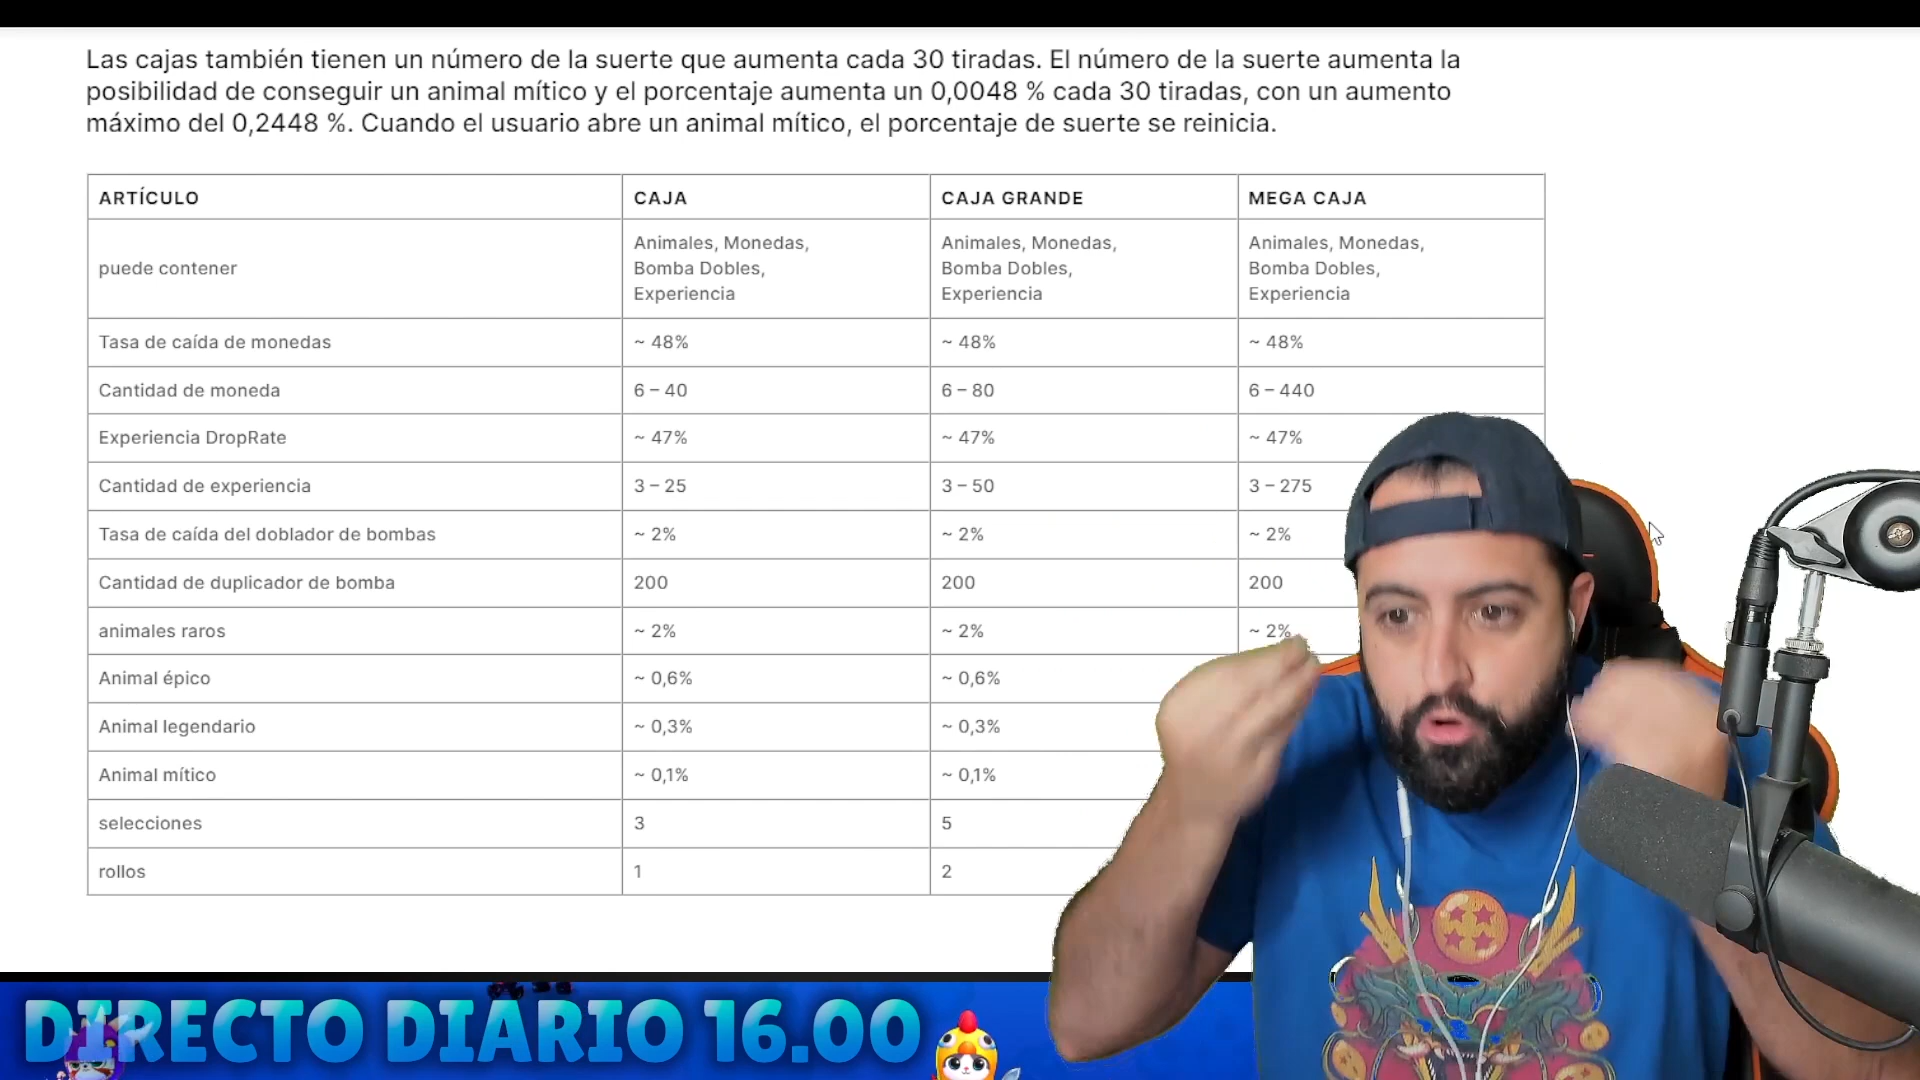 Las cajas también tienen un número de la suerte que aumenta cada 30 tiradas. El número de la suerte aumenta la
posibilidad de conseguir un animal mítico y el porcentaje aumenta un 0,0048 % cada 30 tiradas, con un aumento
máximo del 0,2448 %. Cuando el usuario abre un animal mítico, el porcentaje de suerte se reinicia.
ARTÍCULO CAJA CAJA GRANDE MEGA CAJA
puede contener
Animales, Monedas,
Bomba Dobles,
Experiencia
Animales, Monedas,
Bomba Dobles,
Experiencia
Animales, Monedas,
Bomba Dobles,
Experiencia
Tasa de caída de monedas ~ 48% ~ 48% ~ 48%
Cantidad de moneda 6 – 40 6 – 80 6 – 440
Experiencia DropRate ~ 47% ~ 47% ~ 47%
Cantidad de experiencia 3 – 25 3 – 50 3 – 275
Tasa de caída del doblador de bombas ~ 2% ~ 2% ~ 2%
Cantidad de duplicador de bomba 200 200 200
animales raros ~ 2% ~ 2% ~ 2%
Animal épico ~ 0,6% ~ 0,6%
Animal legendario ~ 0,3% ~ 0,3%
Animal mítico ~ 0,1% ~ 0,1%
selecciones 3 5
rollos 1 2
DIRECTO DIARIO 16.00